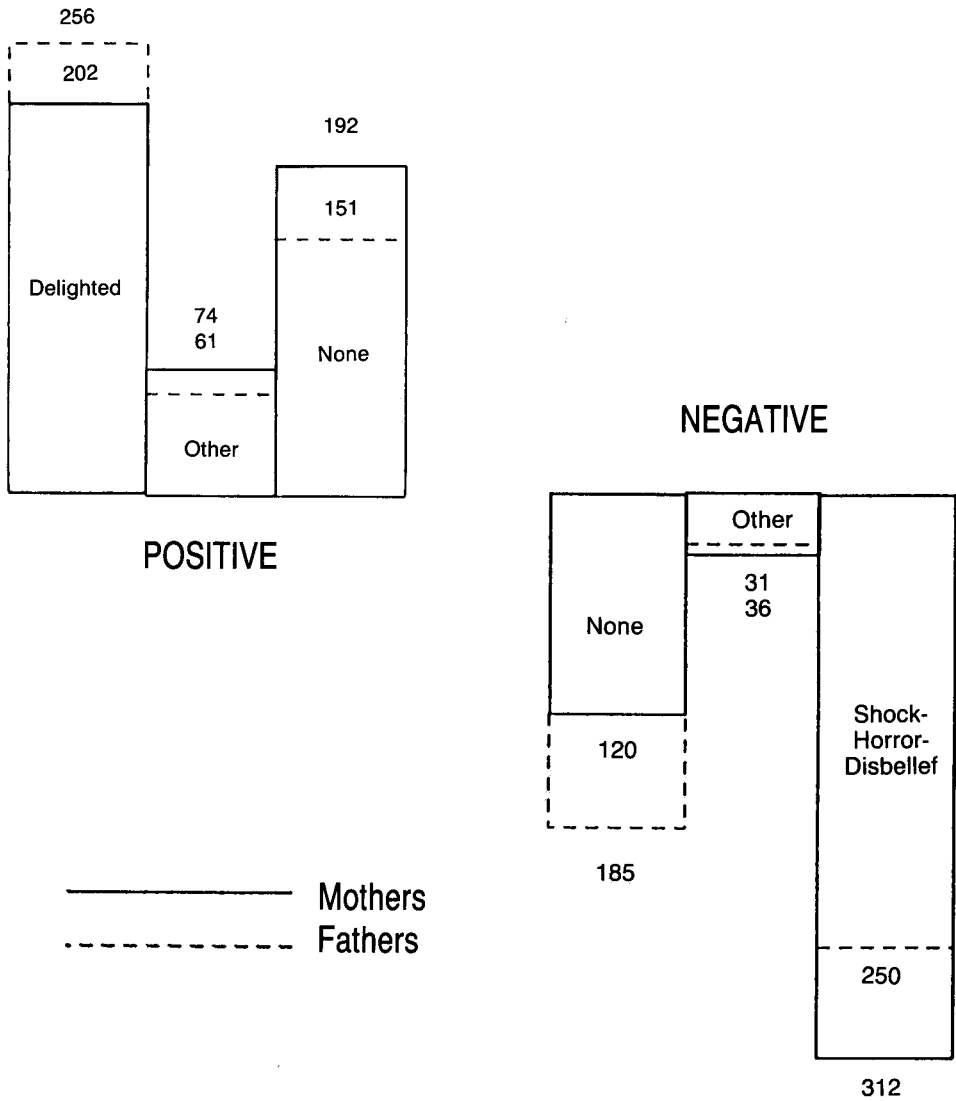 256
202
192
151
Delighted
74
61
None
Other
POSITIVE
NEGATIVE
Other
31
36
None
120
185
Shock-
Horror-
Disbellef
250
312
Mothers
Fathers